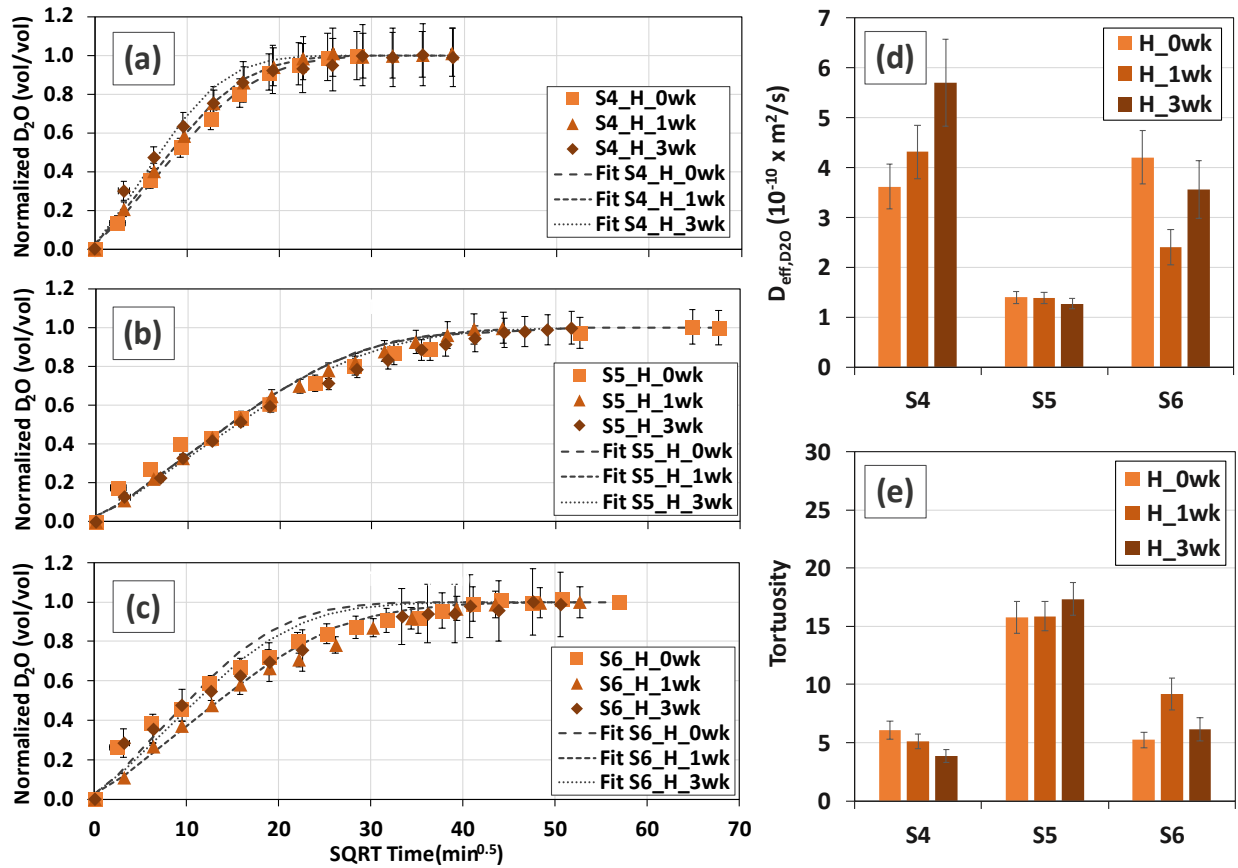 (a)
Normalized D₂O (vol/vol)
1.2
1.0
0.8
0.6
0.4
0.2
0.0
S4_H_0wk
S4_H_1wk
S4_H_3wk
Fit S4_H_0wk
Fit S4_H_1wk
Fit S4_H_3wk
(b)
Normalized D₂O (vol/vol)
1.2
1.0
0.8
0.6
0.4
0.2
0.0
S5_H_0wk
S5_H_1wk
S5_H_3wk
Fit S5_H_0wk
Fit S5_H_1wk
Fit S5_H_3wk
(c)
Normalized D₂O (vol/vol)
1.2
1.0
0.8
0.6
0.4
0.2
0.0
S6_H_0wk
S6_H_1wk
S6_H_3wk
Fit S6_H_0wk
Fit S6_H_1wk
Fit S6_H_3wk
0 10 20 30 40 50 60 70
SQRT Time(min⁰·⁵)
(d)
D_eff,D2O (10⁻¹⁰ x m²/s)
7
6
5
4
3
2
1
0
H_0wk
H_1wk
H_3wk
S4 S5 S6
(e)
Tortuosity
30
25
20
15
10
5
0
H_0wk
H_1wk
H_3wk
S4 S5 S6